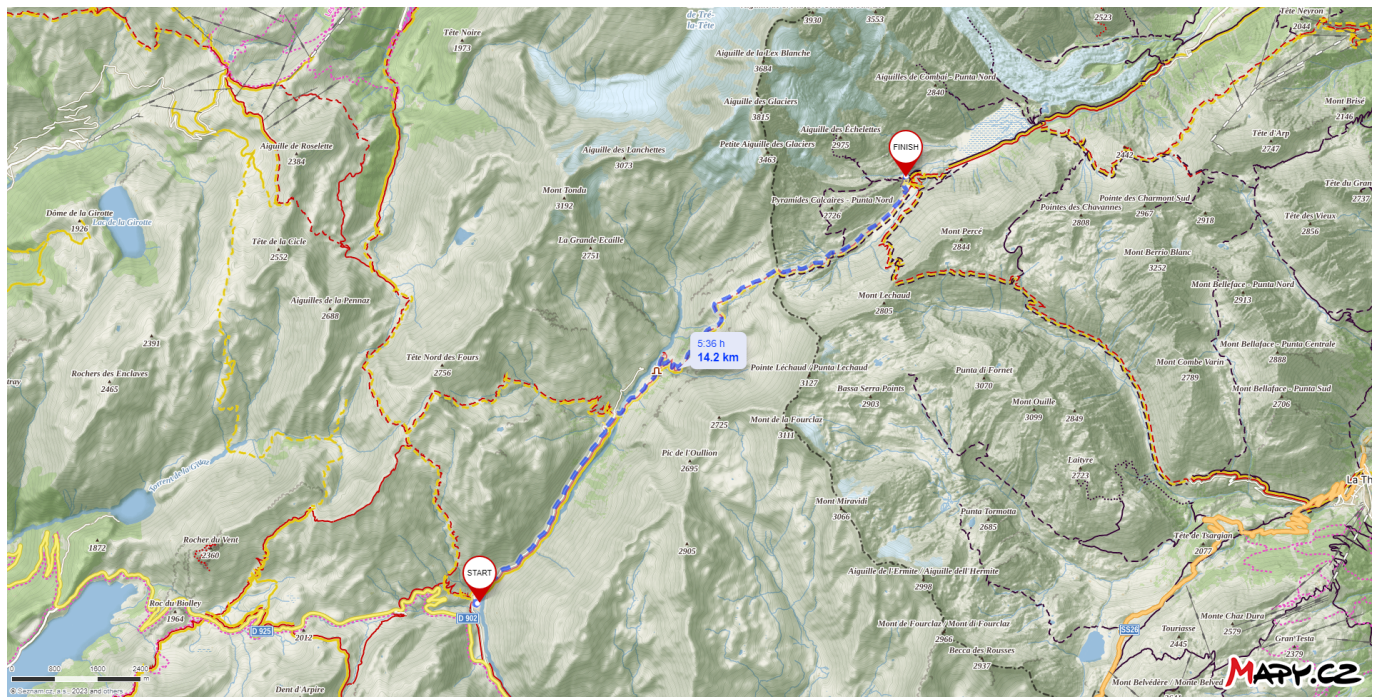 de-Tré-
la-Tête
3930
3553
Tête Noire
1973
2523
Tête Neyron
2044
Aiguille de la Lex Blanche
3684
Aiguilles de Combal - Punta Nord
2840
Aiguille des Glaciers
3815
Mont Brisé
2146
Aiguille des Échelettes
2975
Tête d'Arp
2747
Aiguille de Roselette
2384
Aiguille des Lanchettes
3073
Petite Aiguille des Glaciers
3463
FINISH
2442
Mont Tondu
3192
Pyramides Calcaires - Punta Nord
2726
Pointe des Charmont Sud
2967
Tête du Gran
2737
Dôme de la Girotte
1926
Lac de la Girotte
Pointes des Chavannes
2808
2918
Tête des Vieux
2856
Tête de la Cicle
2552
La Grande Ecaille
2751
Mont Percé
2844
Mont Berrio Blanc
3252
Aiguilles de la Pennaz
2688
Mont Lechaud
2805
Mont Belleface - Punta Nord
2913
2391
5:36 h
14.2 km
Mont Bellaface - Punta Centrale
2888
Tête Nord des Fours
2756
Pointe Léchaud / Punta Lechaud
3127
Mont Combe Varin
2789
tray
Rochers des Enclaves
2465
Bassa Serra Points
2903
Punta di Fornet
3070
Mont Bellaface - Punta Sud
2706
Mont Ouille
3099
2849
2725
Mont de la Fourclaz
3111
Pic de l'Oullion
2695
Laityre
2723
La Th
Mont Miravidi
3066
Punta Tormotta
2685
1872
Rocher du Vent
2360
Tête de Tsargian
2077
2905
START
Aiguille de l'Ermite / Aiguille dell'Hermite
2998
Roc du Biolley
1964
D 902
D 925
2012
Mont de Fourclaz / Mont di Fourclaz
2966
SS26
Monte Chaz Dura
2579
Touriasse
2445
Gran Testa
2379
Becca des Rousses
2937
0 800 1600 2400
m
Dent d'Arpire
Mont Belvédère / Monte Belved
Mapy.cz